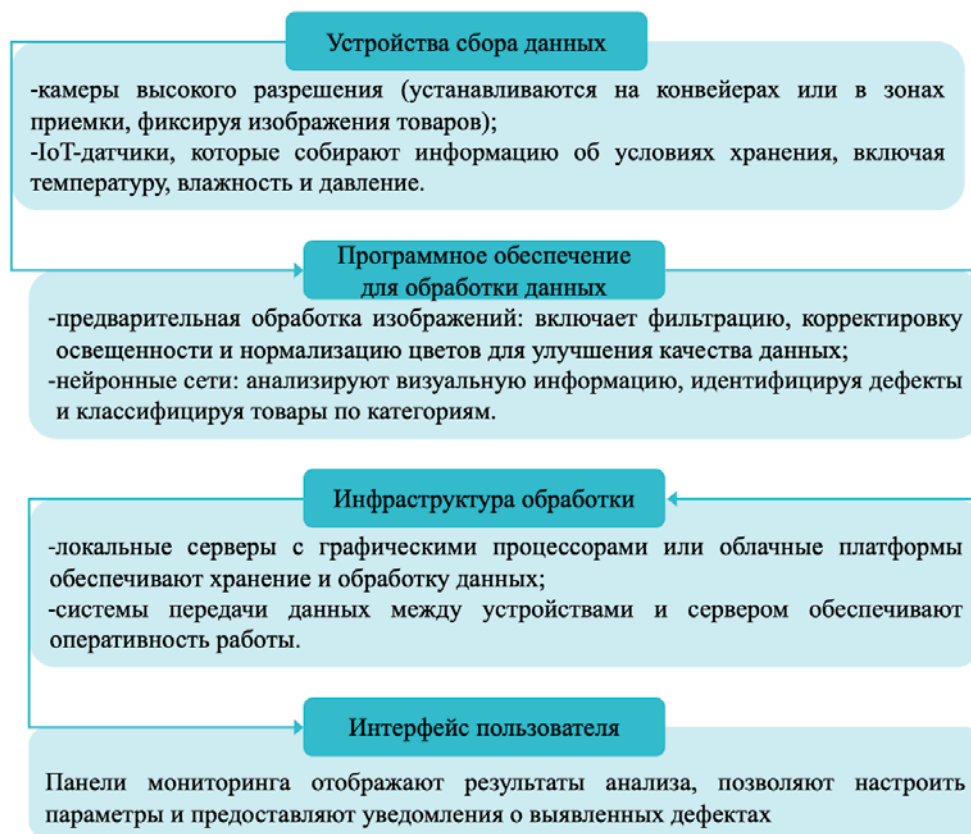 Устройства сбора данных
-камеры высокого разрешения (устанавливаются на конвейерах или в зонах
приемки, фиксируя изображения товаров);
-IoT-датчики, которые собирают информацию об условиях хранения, включая
температуру, влажность и давление.
Программное обеспечение
для обработки данных
-предварительная обработка изображений: включает фильтрацию, корректировку
освещенности и нормализацию цветов для улучшения качества данных;
-нейронные сети: анализируют визуальную информацию, идентифицируя дефекты
и классифицируя товары по категориям.
Инфраструктура обработки
-локальные серверы с графическими процессорами или облачные платформы
обеспечивают хранение и обработку данных;
-системы передачи данных между устройствами и сервером обеспечивают
оперативность работы.
Интерфейс пользователя
Панели мониторинга отображают результаты анализа, позволяют настроить
параметры и предоставляют уведомления о выявленных дефектах